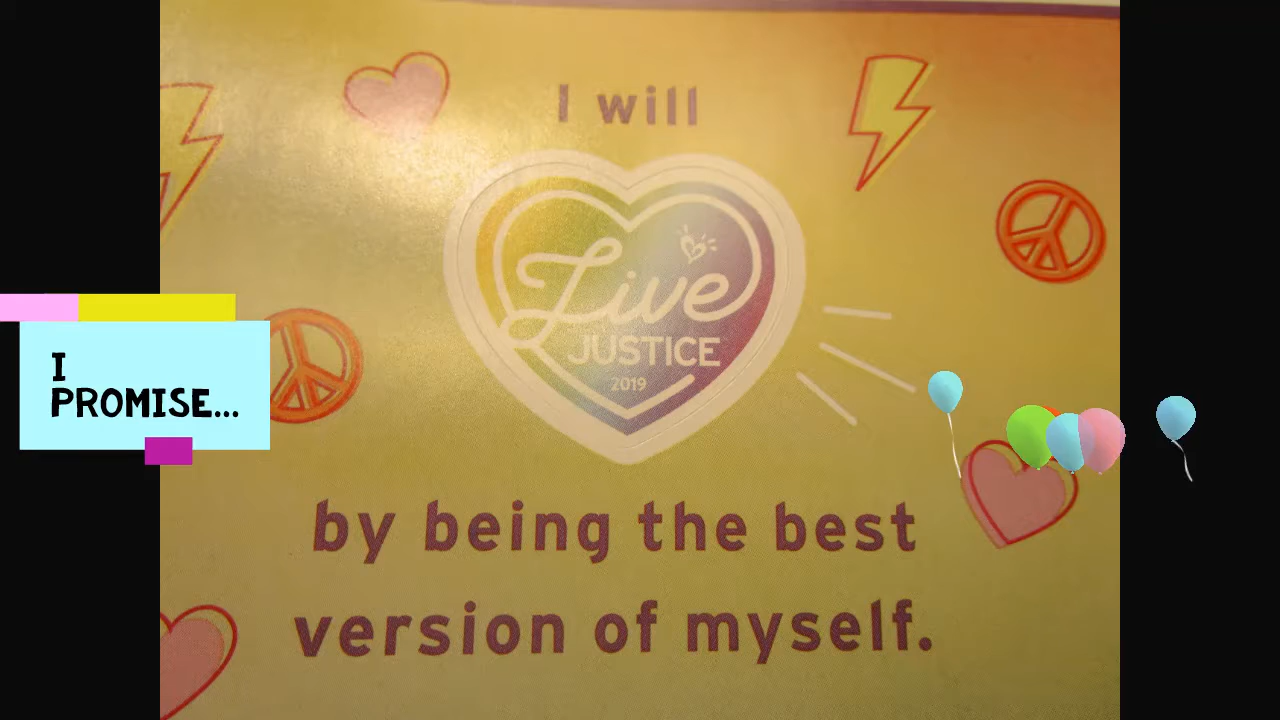 I will
Live
JUSTICE
2019
I
PROMISE...
by being the best
version of myself.